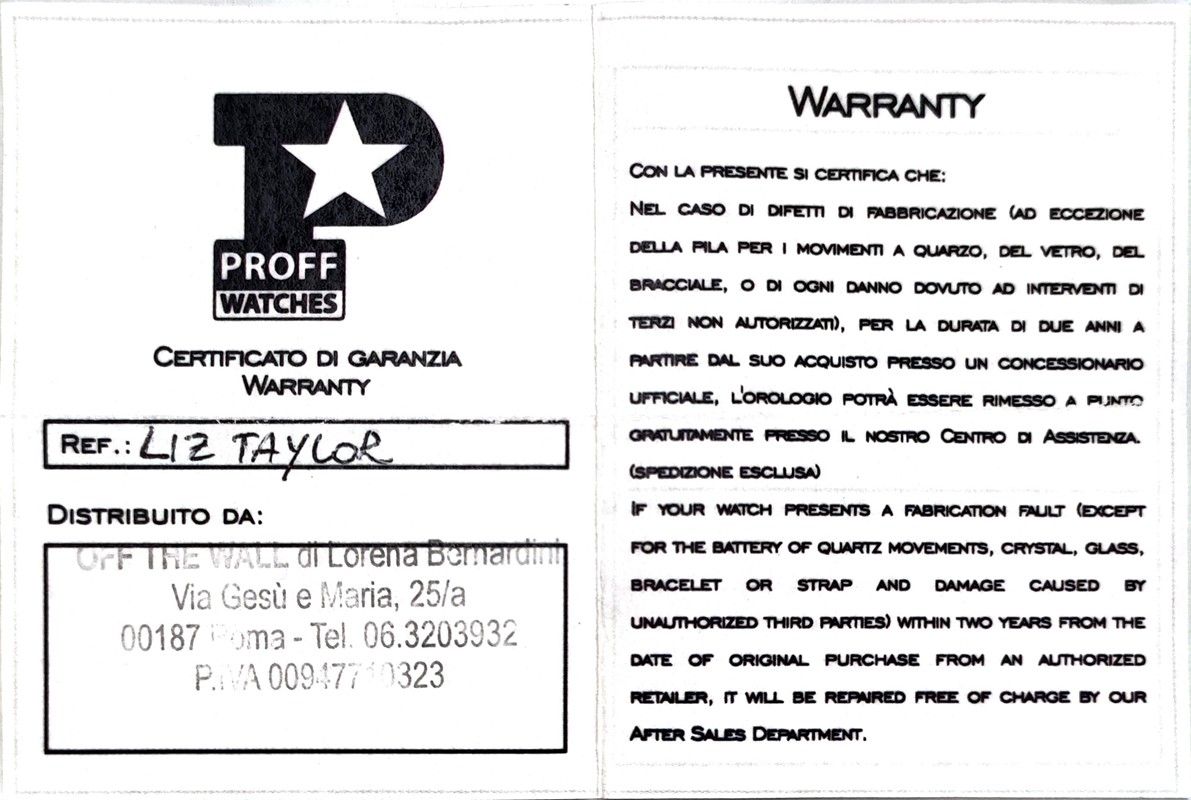 PROFF
WATCHES
CERTIFICATO DI GARANZIA
WARRANTY
REF.: LIZ TAYLOR
DISTRIBUITO DA:
OFF THE WALL di Lorena Bernardini
Via Gesù e Maria, 25/a
00187 Roma - Tel. 06.3203932
P.IVA
WARRANTY
CON LA PRESENTE SI CERTIFICA CHE:
NEL CASO DI DIFETTI DI FABBRICAZIONE (AD ECCEZIONE
DELLA PILA PER I MOVIMENTI A QUARZO, DEL VETRO, DEL
BRACCIALE, O DI OGNI DANNO DOVUTO AD INTERVENTI DI
TERZI NON AUTORIZZATI), PER LA DURATA DI DUE ANNI A
PARTIRE DAL SUO ACQUISTO PRESSO UN CONCESSIONARIO
UFFICIALE, L'OROLOGIO POTRÀ ESSERE RIMESSO A PUNTO
GRATUITAMENTE PRESSO IL NOSTRO CENTRO DI ASSISTENZA.
(SPEDIZIONE ESCLUSA)
IF YOUR WATCH PRESENTS A FABRICATION FAULT (EXCEPT
FOR THE BATTERY OF QUARTZ MOVEMENTS, CRYSTAL, GLASS,
BRACELET OR STRAP AND DAMAGE CAUSED BY
UNAUTHORIZED THIRD PARTIES) WITHIN TWO YEARS FROM THE
DATE OF ORIGINAL PURCHASE FROM AN AUTHORIZED
RETAILER, IT WILL BE REPAIRED FREE OF CHARGE BY OUR
AFTER SALES DEPARTMENT.